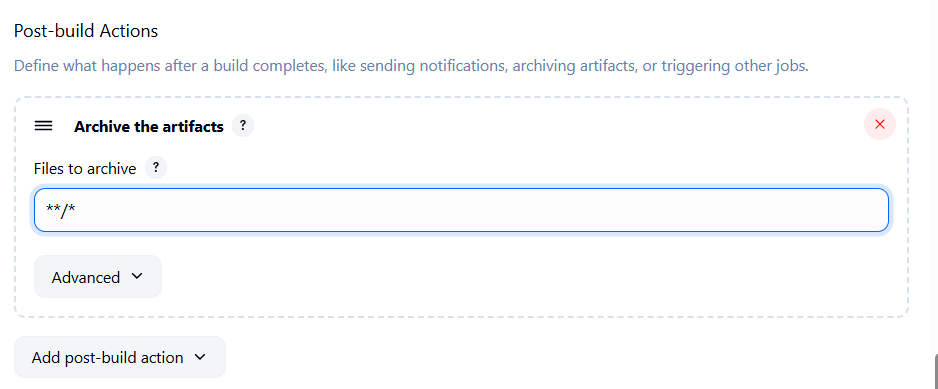 Post-build Actions
Define what happens after a build completes, like sending notifications, archiving artifacts, or triggering other jobs.
Archive the artifacts ?
Files to archive ?
**/*
Advanced
Add post-build action